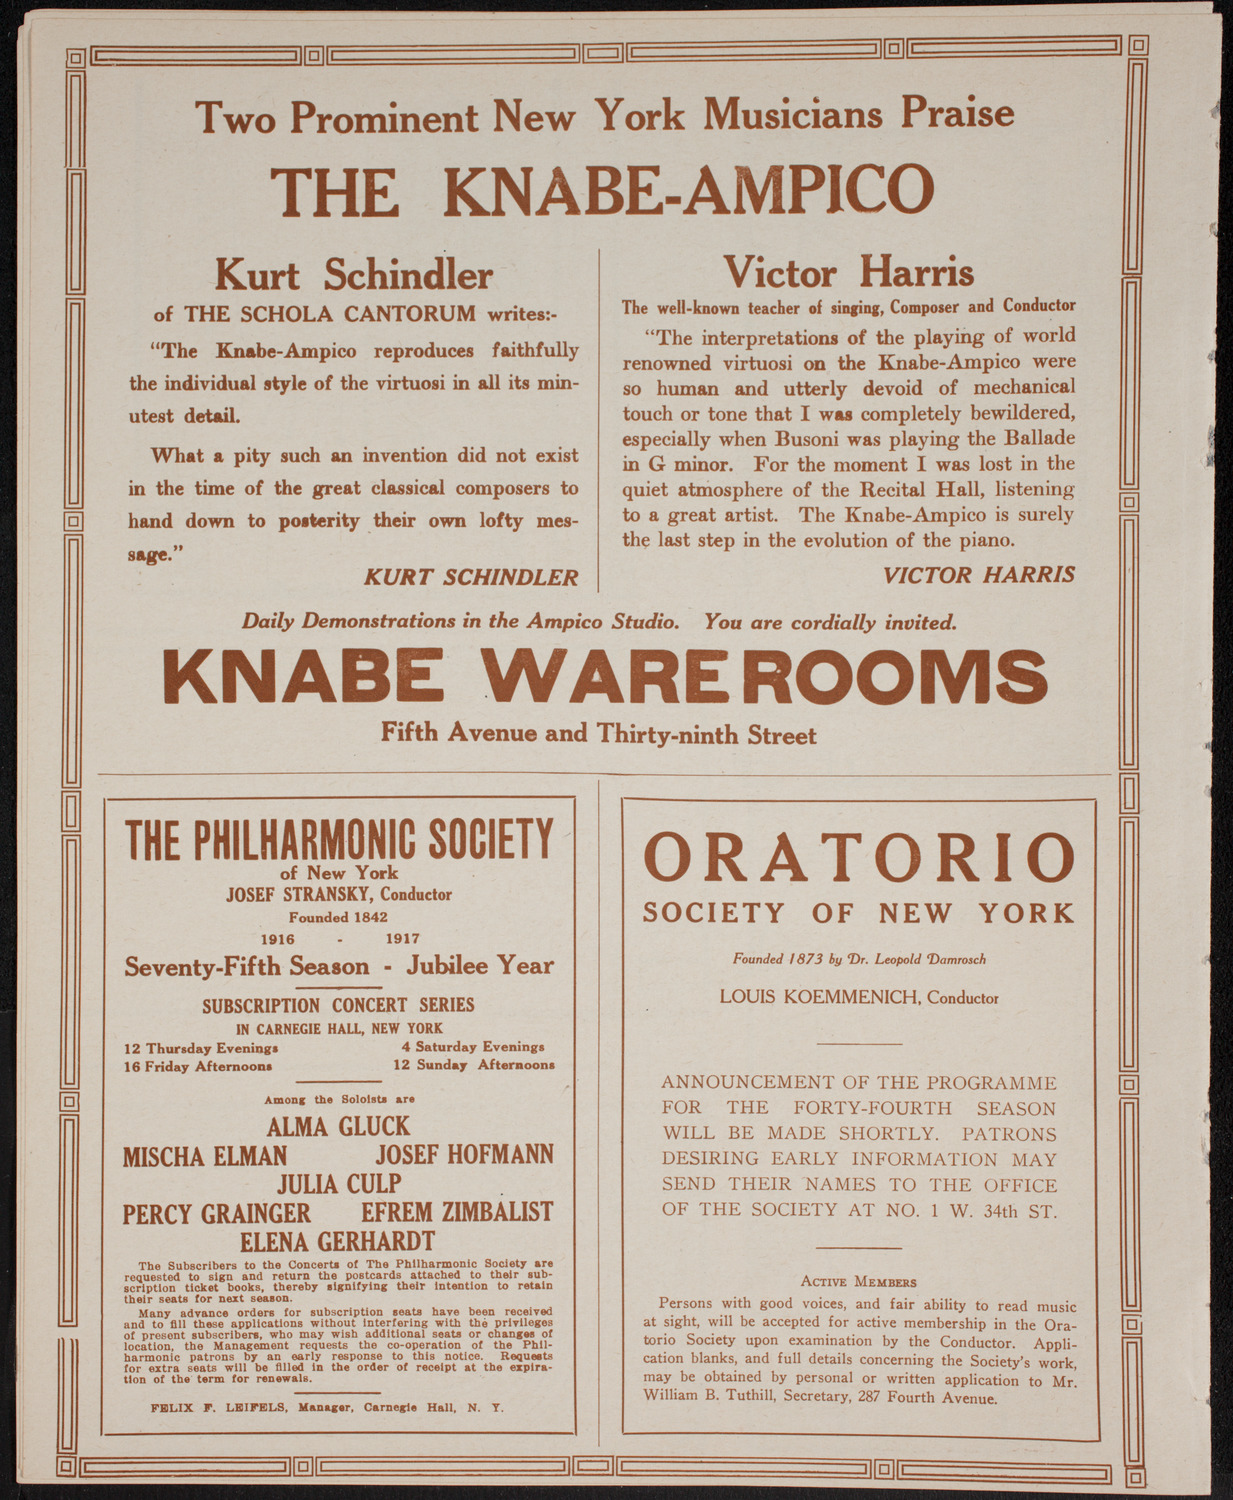 Two Prominent New York Musicians Praise
THE KNABE-AMPICO
Kurt Schindler
of THE SCHOLA CANTORUM writes:-
"The Knabe-Ampico reproduces faithfully
the individual style of the virtuosi in all its min-
utest detail.
What a pity such an invention did not exist
in the time of the great classical composers to
hand down to posterity their own lofty mes-
sage."
KURT SCHINDLER
Victor Harris
The well-known teacher of singing, Composer and Conductor
"The interpretations of the playing of world
renowned virtuosi on the Knabe-Ampico were
so human and utterly devoid of mechanical
touch or tone that I was completely bewildered,
especially when Busoni was playing the Ballade
in G minor. For the moment I was lost in the
quiet atmosphere of the Recital Hall, listening
to a great artist. The Knabe-Ampico is surely
the last step in the evolution of the piano.
VICTOR HARRIS
Daily Demonstrations in the Ampico Studio. You are cordially invited.
KNABE WAREROOMS
Fifth Avenue and Thirty-ninth Street
THE PHILHARMONIC SOCIETY
of New York
JOSEF STRANSKY, Conductor
Founded 1842
1916 - 1917
Seventy-Fifth Season - Jubilee Year
SUBSCRIPTION CONCERT SERIES
IN CARNEGIE HALL, NEW YORK
12 Thursday Evenings 4 Saturday Evenings
16 Friday Afternoons 12 Sunday Afternoons
Among the Soloists are
ALMA GLUCK
MISCHA ELMAN JOSEF HOFMANN
JULIA CULP
PERCY GRAINGER EFREM ZIMBALIST
ELENA GERHARDT
The Subscribers to the Concerts of The Philharmonic Society are
requested to sign and return the postcards attached to their sub-
scription ticket books, thereby signifying their intention to retain
their seats for next season.
Many advance orders for subscription seats have been received
and to fill these applications without interfering with the privileges
of present subscribers, who may wish additional seats or changes of
location, the Management requests the co-operation of the Phil-
harmonic patrons by an early response to this notice. Requests
for extra seats will be filled in the order of receipt at the expira-
tion of the term for renewals.
FELIX F. LEIFELS, Manager, Carnegie Hall, N. Y.
ORATORIO
SOCIETY OF NEW YORK
Founded 1873 by Dr. Leopold Damrosch
LOUIS KOEMMENICH, Conductor
ANNOUNCEMENT OF THE PROGRAMME
FOR THE FORTY-FOURTH SEASON
WILL BE MADE SHORTLY. PATRONS
DESIRING EARLY INFORMATION MAY
SEND THEIR NAMES TO THE OFFICE
OF THE SOCIETY AT NO. 1 W. 34th ST.
ACTIVE MEMBERS
Persons with good voices, and fair ability to read music
at sight, will be accepted for active membership in the Ora-
torio Society upon examination by the Conductor. Appli-
cation blanks, and full details concerning the Society's work,
may be obtained by personal or written application to Mr.
William B. Tuthill, Secretary, 287 Fourth Avenue.